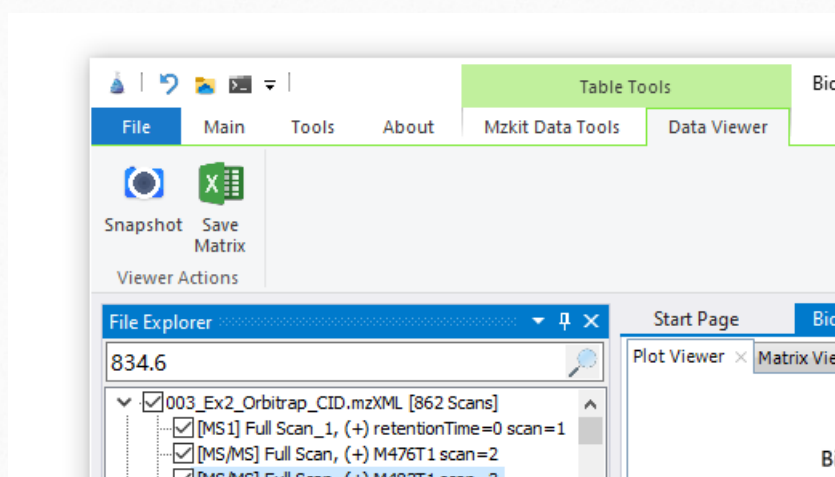 Table Tools
Bio
File Main Tools About Mzkit Data Tools Data Viewer
Snapshot Save Matrix
Viewer Actions
File Explorer
834.6
003_Ex2_Orbitrap_CID.mzXML [862 Scans]
[MS1] Full Scan_1, (+) retentionTime=0 scan=1
[MS/MS] Full Scan, (+) M476T1 scan=2
Start Page
Plot Viewer Matrix Vie